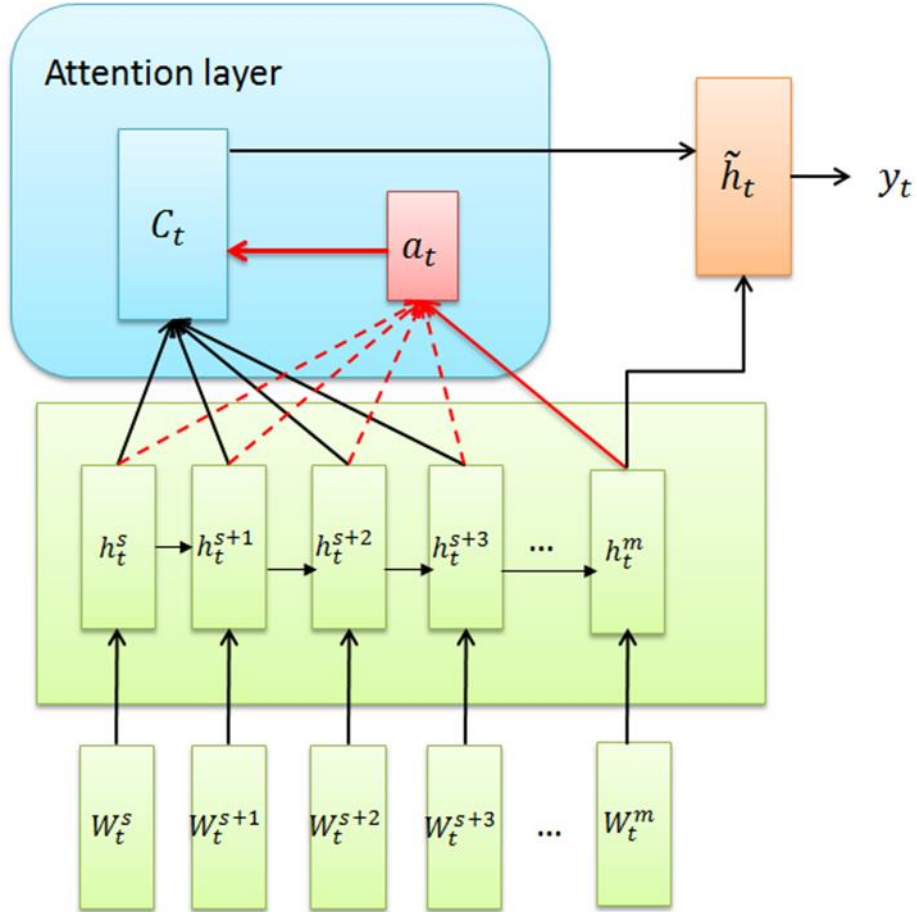 Attention layer
C_t
a_t
h̃_t
y_t
h_t^s
h_t^{s+1}
h_t^{s+2}
h_t^{s+3}
...
h_t^m
W_t^s
W_t^{s+1}
W_t^{s+2}
W_t^{s+3}
...
W_t^m